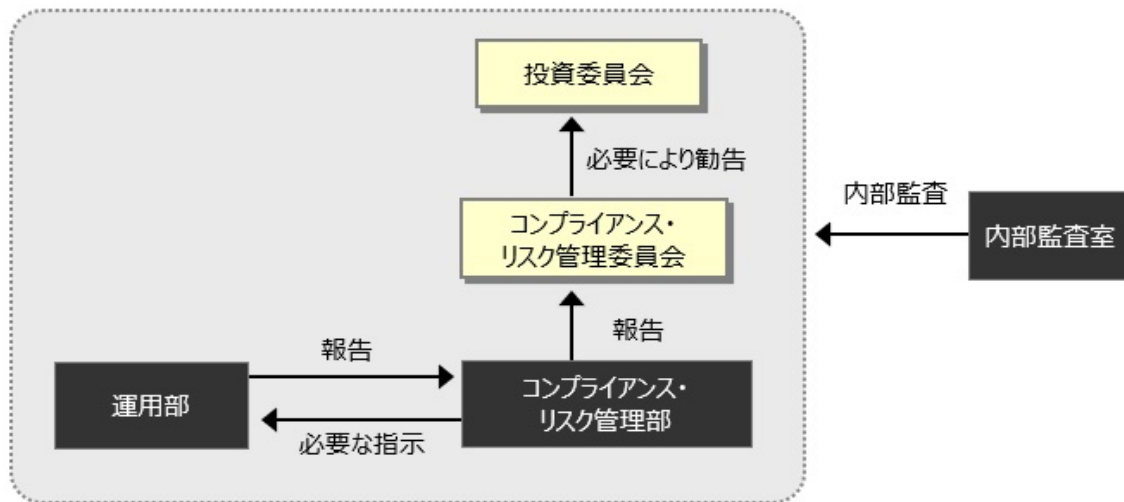 投資委員会
必要により勧告
内部監査
コンプライアンス・
リスク管理委員会
内部監査室
報告
報告
運用部
コンプライアンス・
リスク管理部
必要な指示